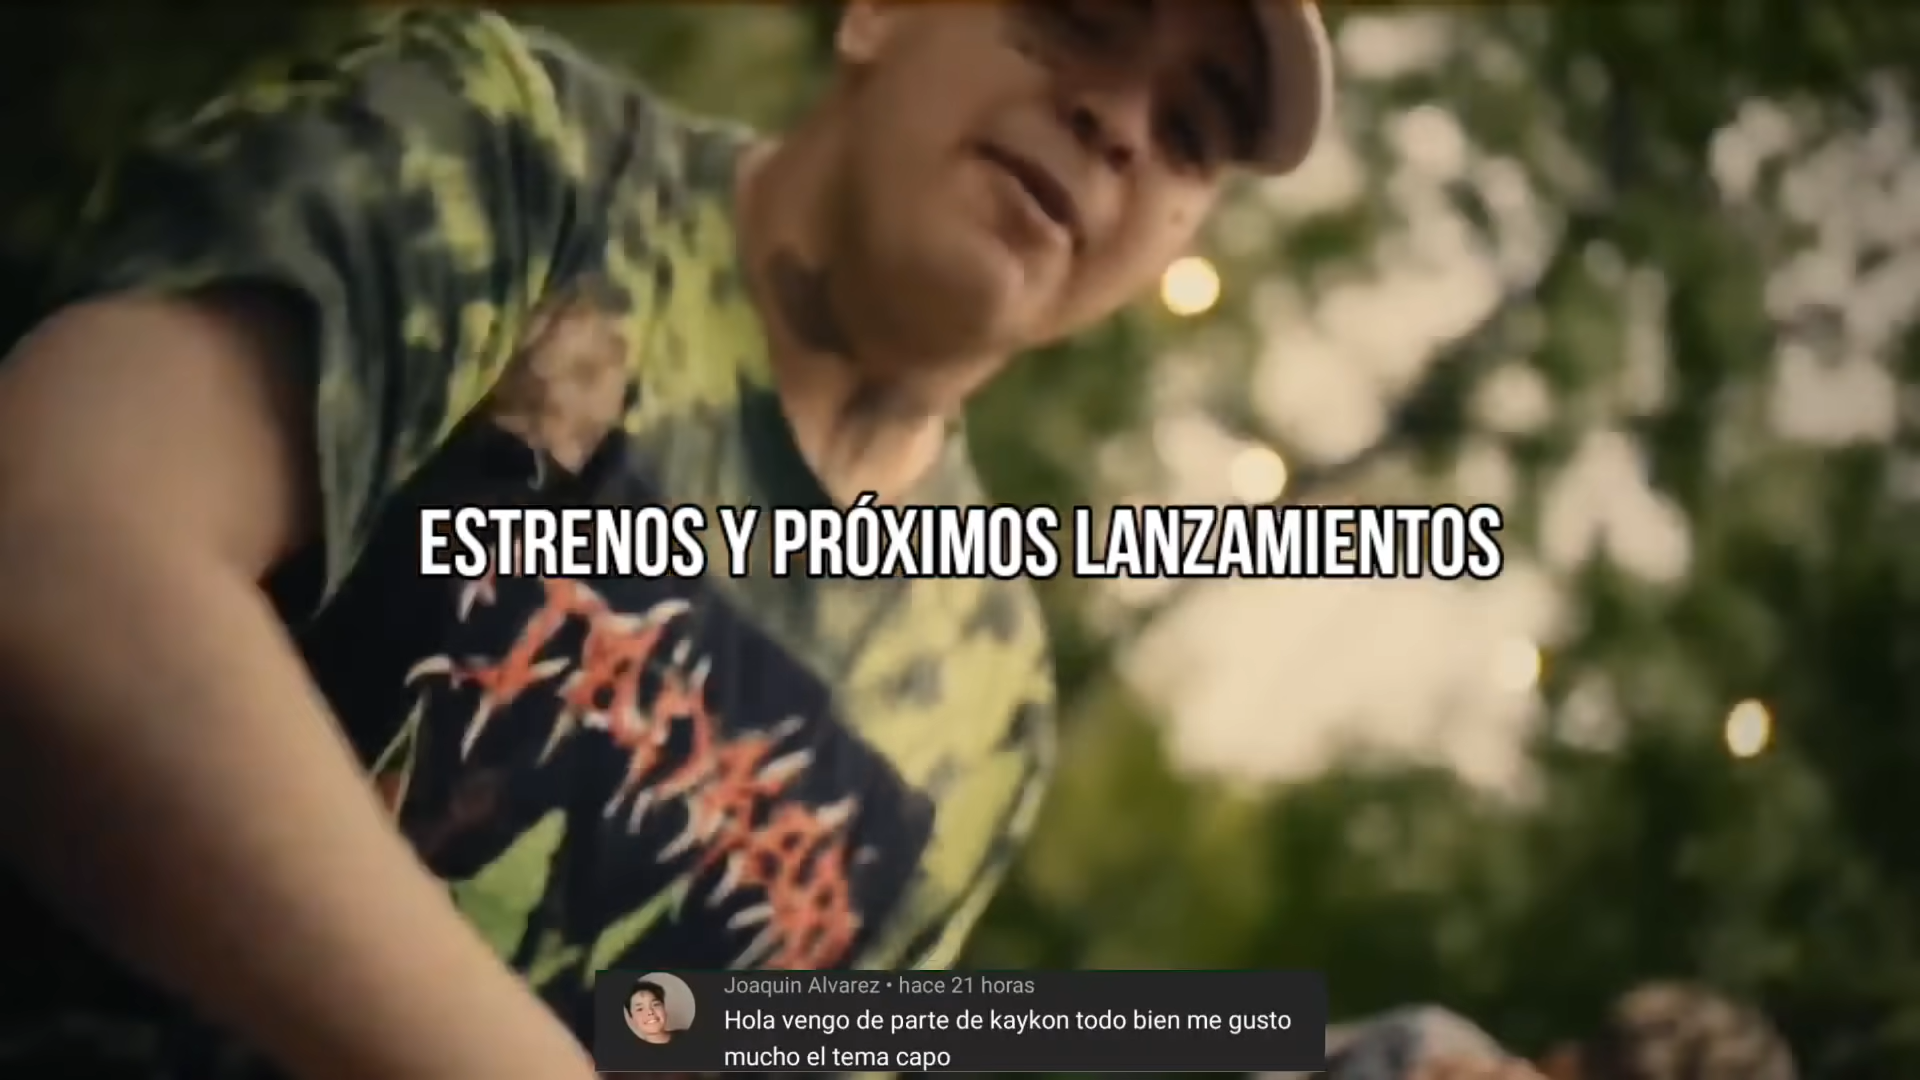 ESTRENOS Y PRÓXIMOS LANZAMIENTOS
Joaquin Alvarez • hace 21 horas
Hola vengo de parte de kaykon todo bien me gusto
mucho el tema capo